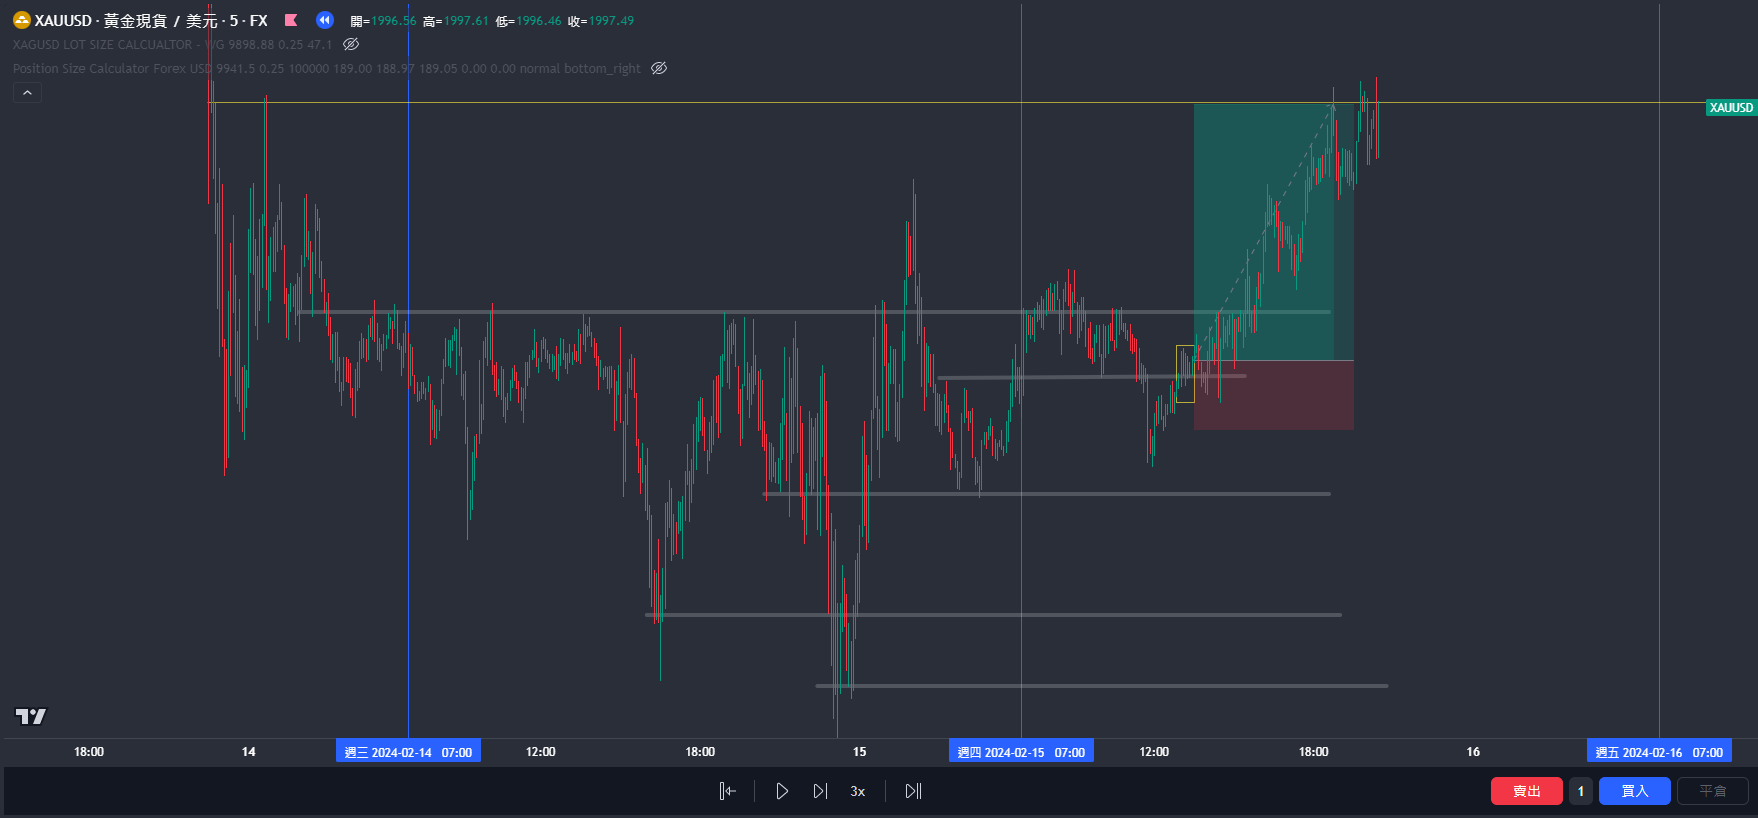 XAUUSD · 黃金現貨 / 美元 · 5 · FX 開=1996.56 高=1997.61 低=1996.46 收=1997.49
XAGUSD LOT SIZE CALCUALTOR - VG 9898.88 0.25 47.1
Position Size Calculator Forex USD 9941.5 0.25 100000 189.00 188.97 189.05 0.00 0.00 normal bottom_right
XAUUSD
18:00 14 週三 2024-02-14 07:00 12:00 18:00 15 週四 2024-02-15 07:00 12:00 18:00 16 週五 2024-02-16 07:00
3x 賣出 1 買入 平倉